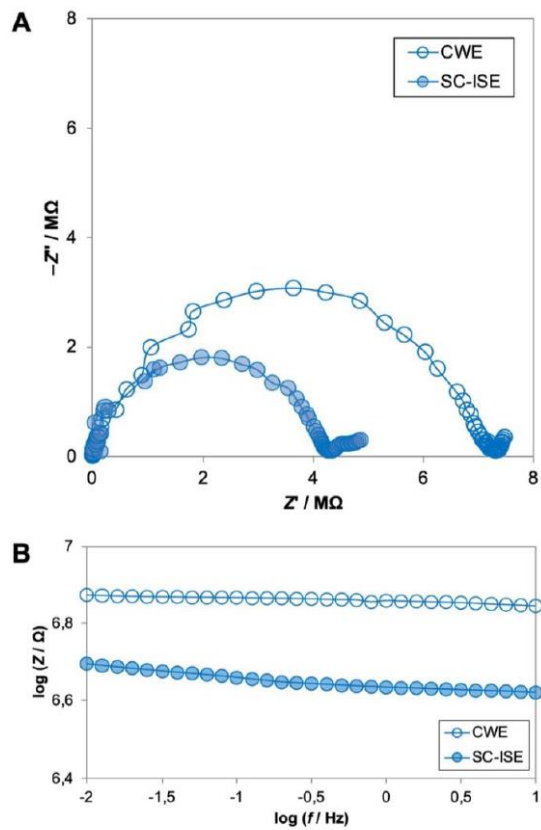 A
8
CWE
SC-ISE
6
−Z'' / MΩ
4
2
0
0 2 4 6 8
Z' / MΩ
B
7
6,8
log (Z / Ω)
6,6
CWE
SC-ISE
6,4
-2 -1,5 -1 -0,5 0 0,5 1
log (f / Hz)